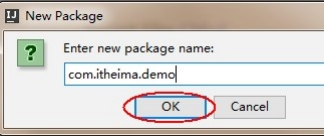 New Package
Enter new package name:
com.itheima.demo
OK
Cancel